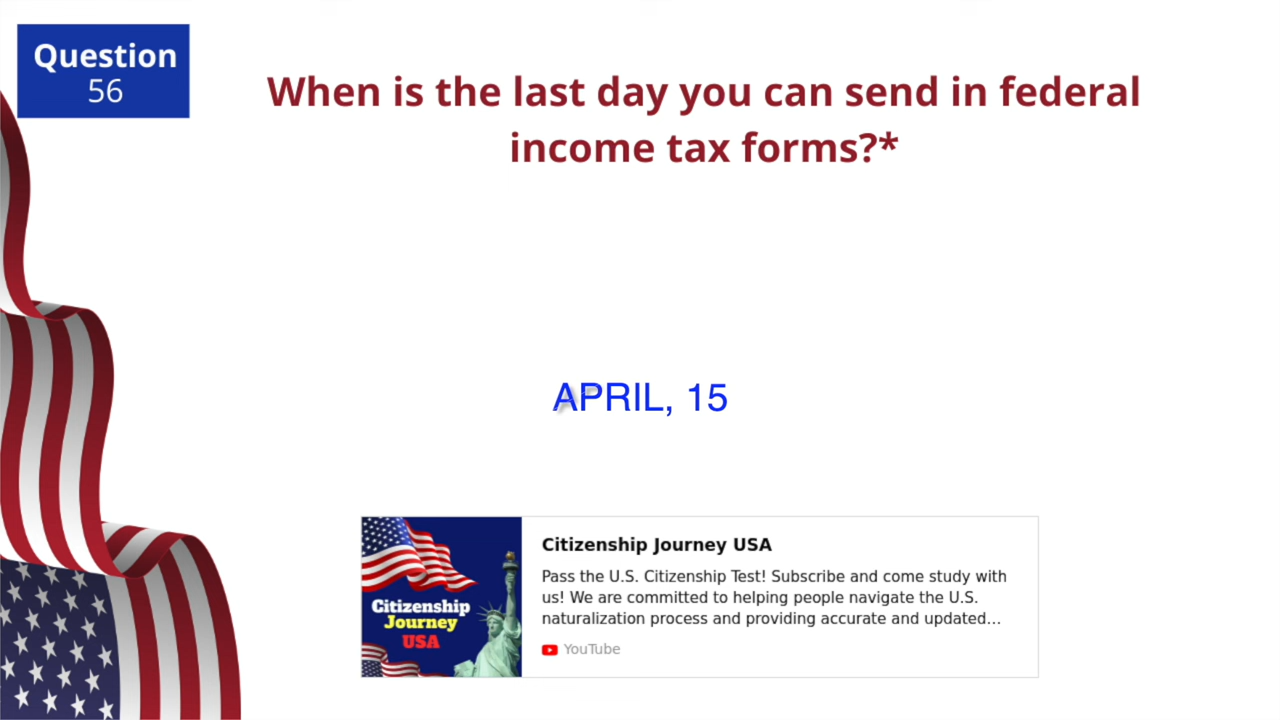 Question
56
When is the last day you can send in federal
income tax forms?*
APRIL, 15
Citizenship Journey USA
Pass the U.S. Citizenship Test! Subscribe and come study with
us! We are committed to helping people navigate the U.S.
naturalization process and providing accurate and updated...
YouTube
Citizenship
Journey
USA